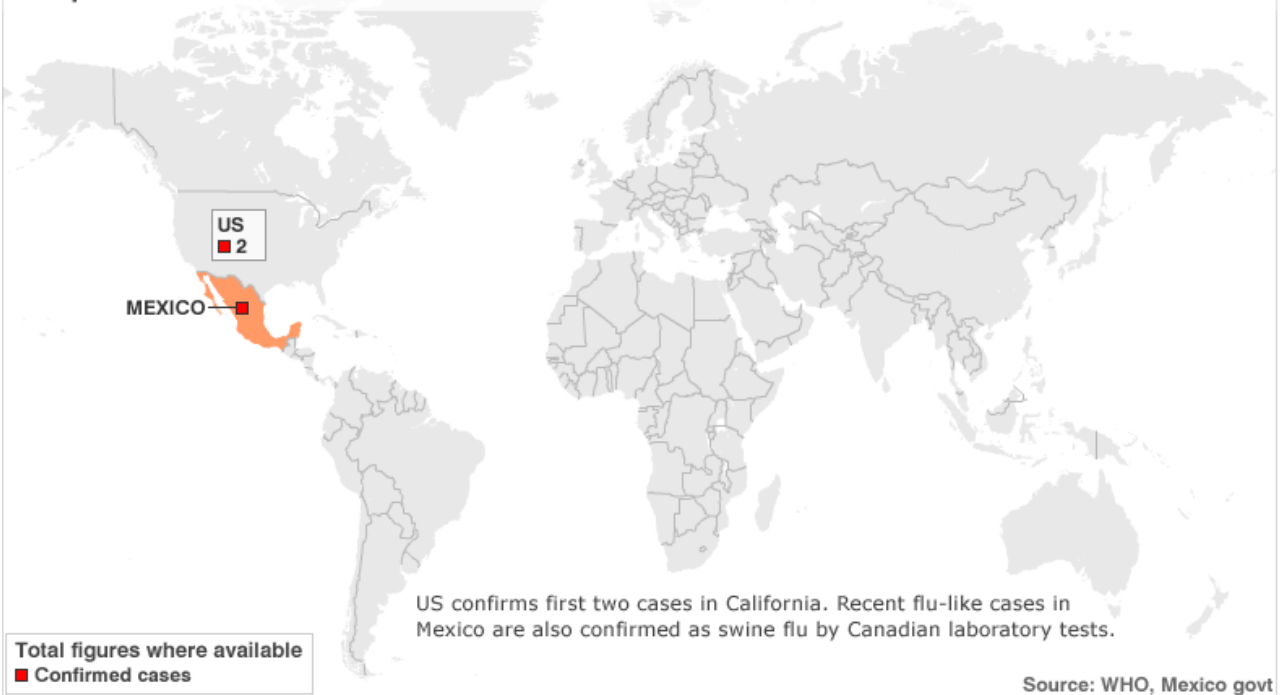 US
2
MEXICO
US confirms first two cases in California. Recent flu-like cases in
Mexico are also confirmed as swine flu by Canadian laboratory tests.
Total figures where available
Confirmed cases
Source: WHO, Mexico govt